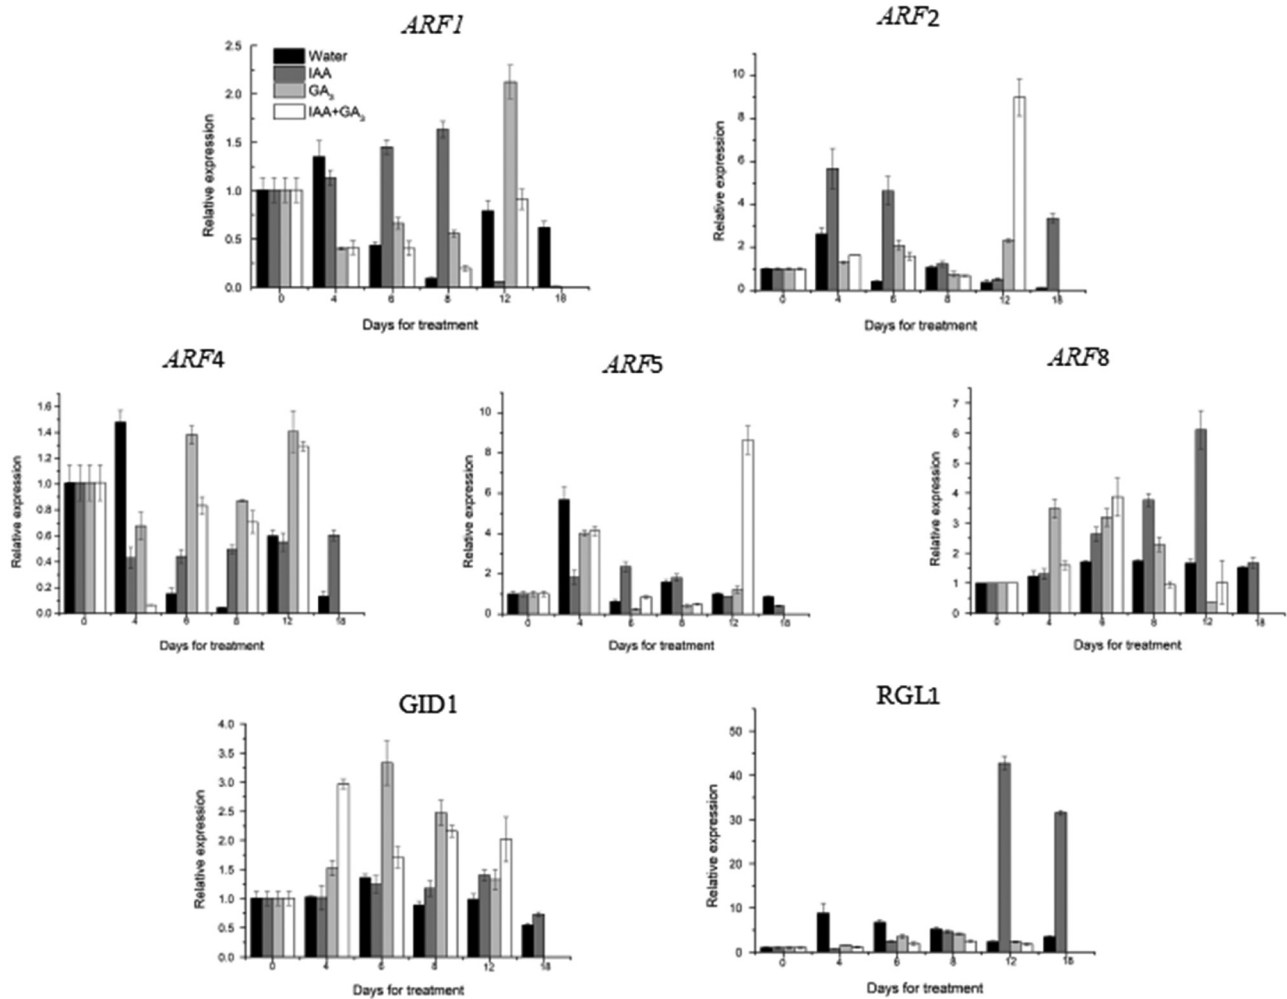 ARF1
2.5
2.0
1.5
1.0
0.5
0.0
Relative expression
Water
IAA
GA₃
IAA+GA₃
0 4 6 8 12 18
Days for treatment
ARF2
10
8
6
4
2
0
Relative expression
0 4 6 8 12 18
Days for treatment
ARF4
1.6
1.4
1.2
1.0
0.8
0.6
0.4
0.2
0.0
Relative expression
0 4 6 8 12 18
Days for treatment
ARF5
10
8
6
4
2
0
Relative expression
0 4 6 8 12 18
Days for treatment
ARF8
7
6
5
4
3
2
1
0
Relative expression
0 4 6 8 12 18
Days for treatment
GID1
4.0
3.5
3.0
2.5
2.0
1.5
1.0
0.5
0.0
Relative expression
0 4 6 8 12 18
Days for treatment
RGL1
50
40
30
20
10
0
Relative expression
0 4 6 8 12 18
Days for treatment